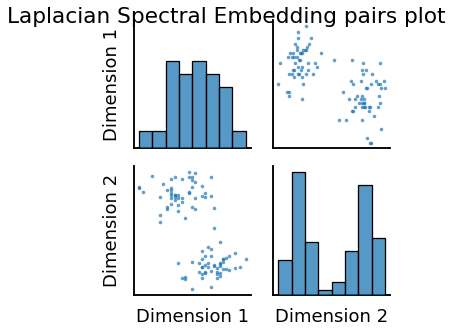 Laplacian Spectral Embedding pairs plot
Dimension 1
Dimension 2
Dimension 1
Dimension 2